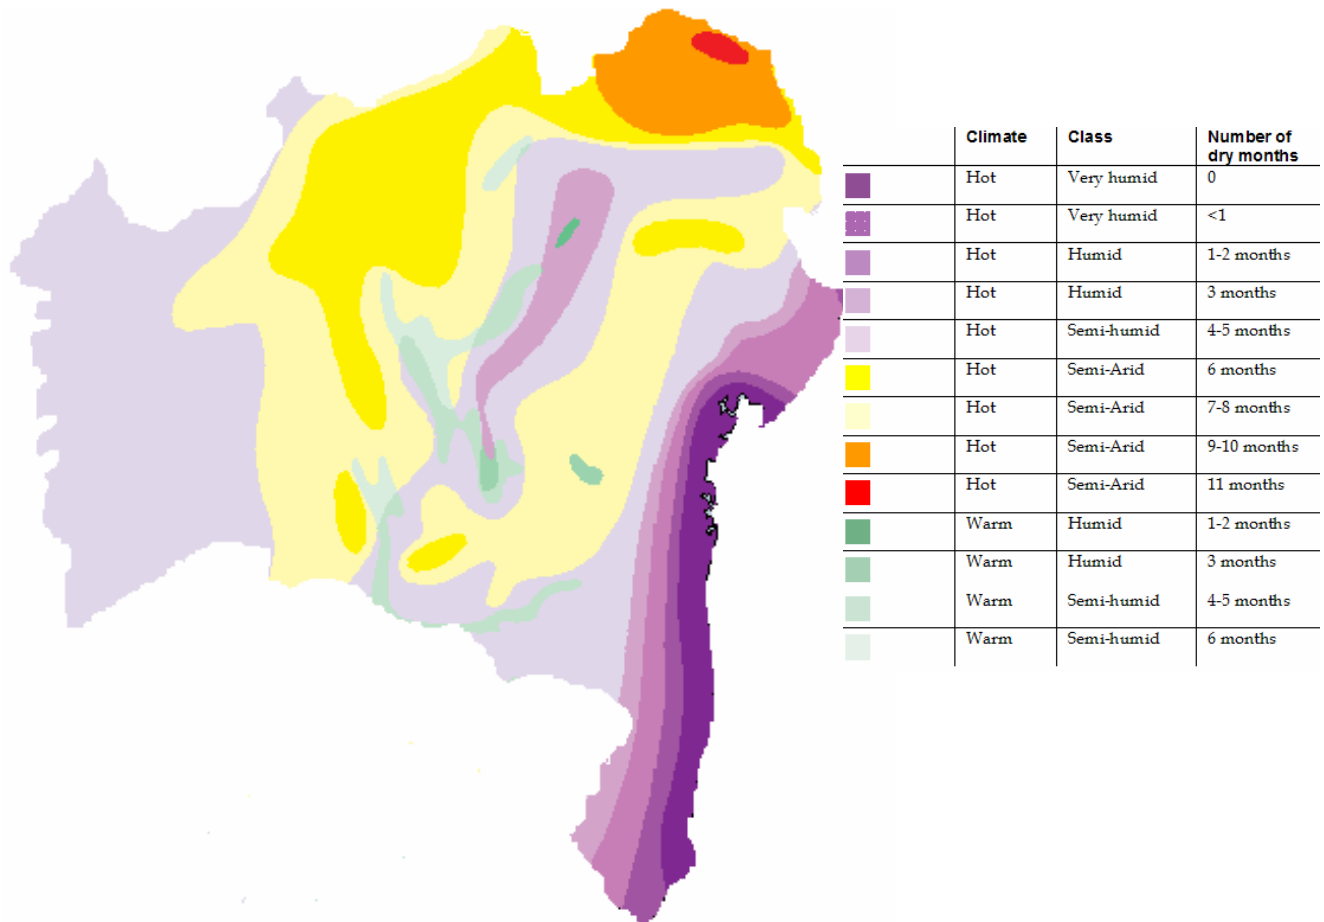 Climate Class Number of
dry months
Hot Very humid 0
Hot Very humid <1
Hot Humid 1-2 months
Hot Humid 3 months
Hot Semi-humid 4-5 months
Hot Semi-Arid 6 months
Hot Semi-Arid 7-8 months
Hot Semi-Arid 9-10 months
Hot Semi-Arid 11 months
Warm Humid 1-2 months
Warm Humid 3 months
Warm Semi-humid 4-5 months
Warm Semi-humid 6 months